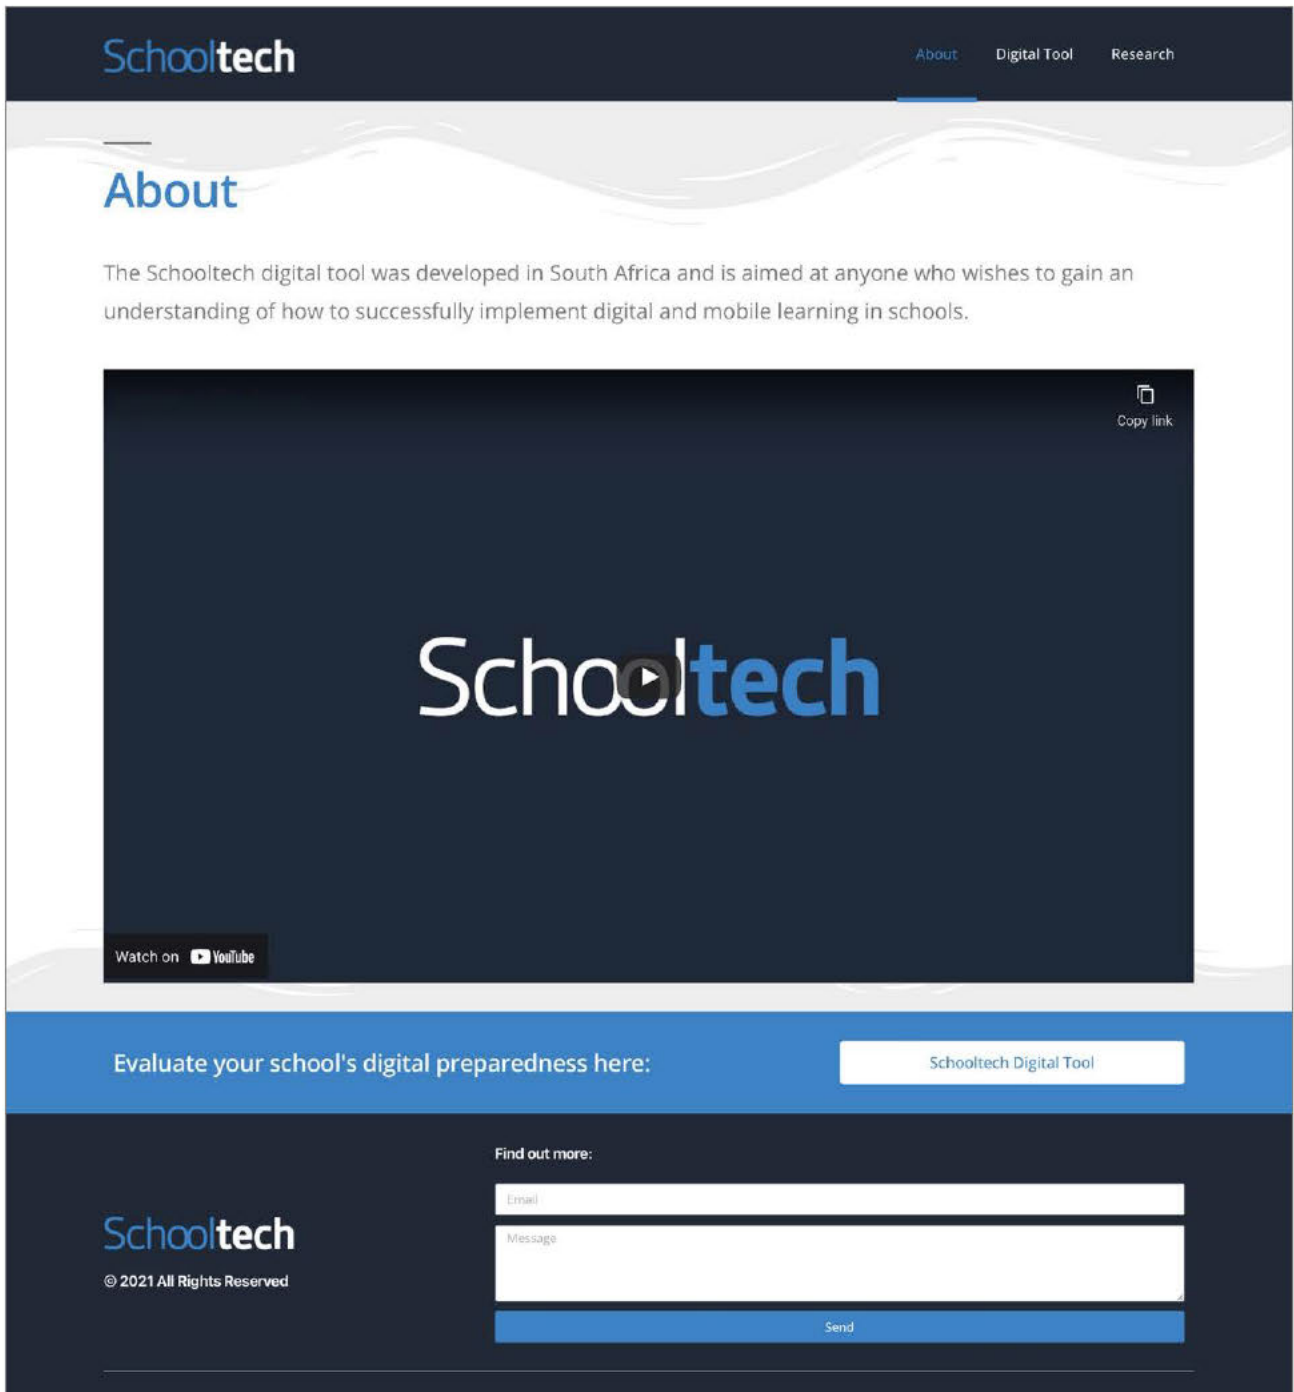 Schooltech
About Digital Tool Research
About
The Schooltech digital tool was developed in South Africa and is aimed at anyone who wishes to gain an
understanding of how to successfully implement digital and mobile learning in schools.
Copy link
Schooltech
Watch on YouTube
Evaluate your school's digital preparedness here:
Schooltech Digital Tool
Find out more:
Email
Message
Send
Schooltech
© 2021 All Rights Reserved